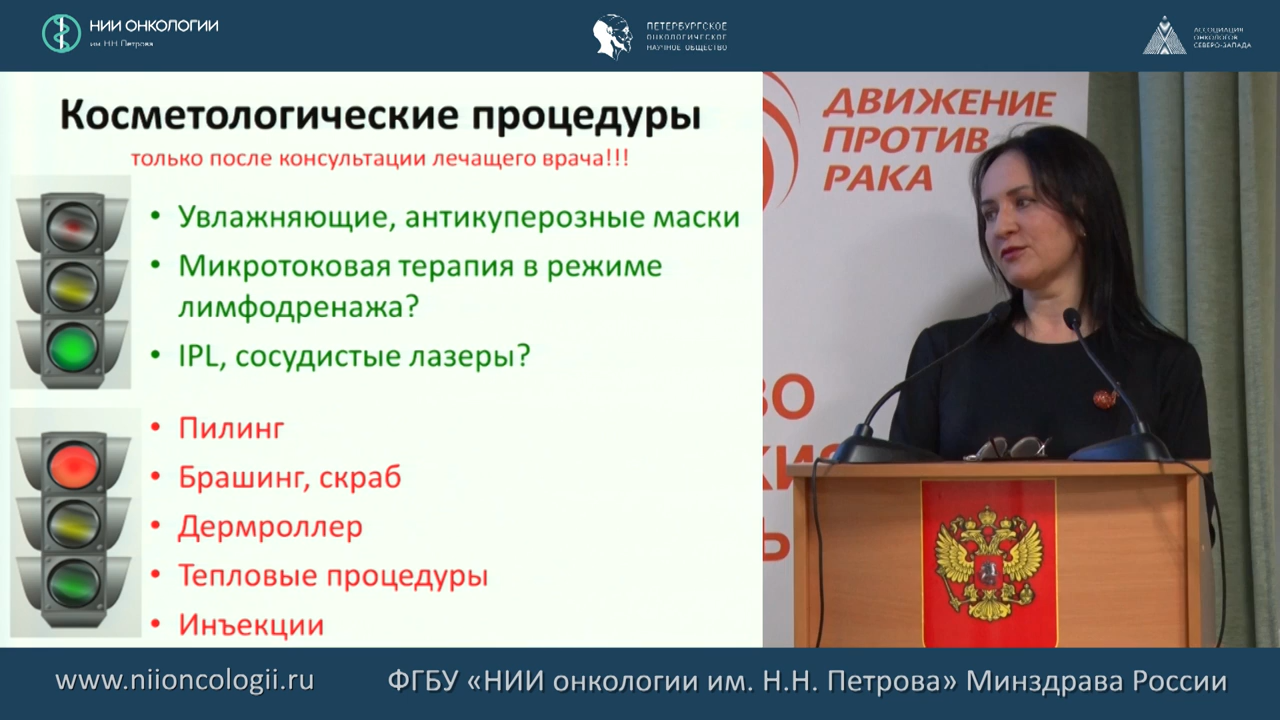 НИИ ОНКОЛОГИИ
им. Н.Н. Петрова
ПЕТЕРБУРГСКОЕ
ОНКОЛОГИЧЕСКОЕ
НАУЧНОЕ ОБЩЕСТВО
АССОЦИАЦИЯ
ОНКОЛОГОВ
СЕВЕРО-ЗАПАДА
Косметологические процедуры
только после консультации лечащего врача!!!
• Увлажняющие, антикуперозные маски
• Микротоковая терапия в режиме
лимфодренажа?
• IPL, сосудистые лазеры?
• Пилинг
• Брашинг, скраб
• Дермроллер
• Тепловые процедуры
• Инъекции
ДВИЖЕНИЕ
ПРОТИВ
РАКА
www.niioncologii.ru
ФГБУ «НИИ онкологии им. Н.Н. Петрова» Минздрава России